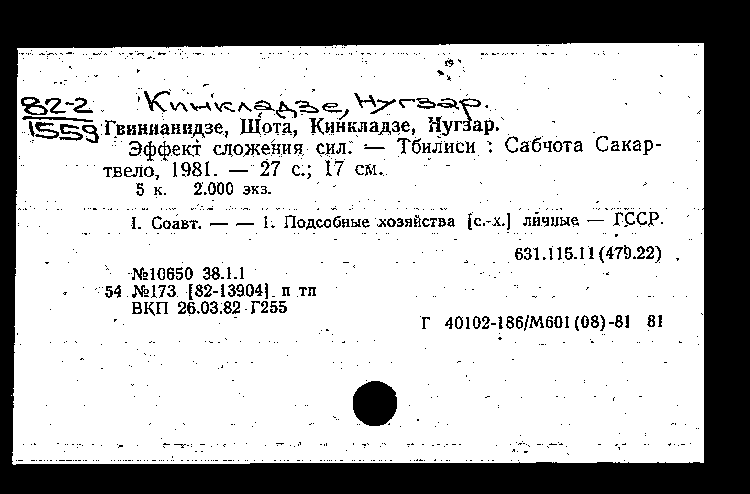 82-2
1559
Кинкладзе, Нугзар.
Гвинианидзе, Шота, Кинкладзе, Нугзар.
Эффект сложения сил. — Тбилиси : Сабчота Сакар-
твело, 1981. — 27 с.; 17 см.
5 к. 2.000 экз.
I. Соавт. — — 1. Подсобные хозяйства [с.-х.] личные — ГССР.
631.115.11(479.22)
№10650 38.1.1
54 №173 [82-13904] п тп
ВКП 26.03.82 Г255
Г 40102-186/М601(08)-81 81